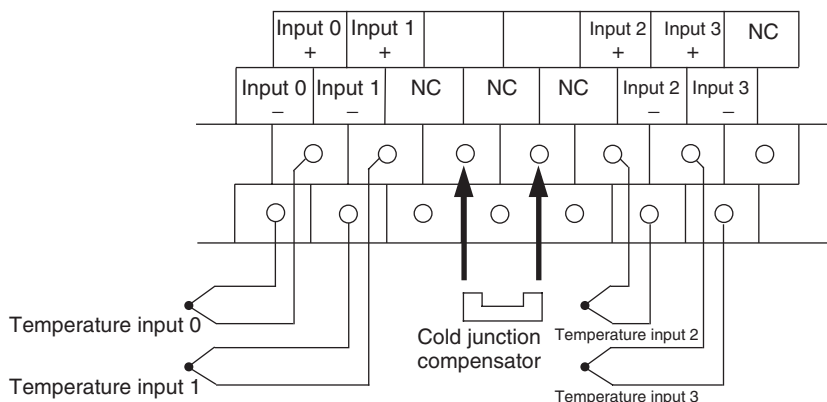 Input 0 Input 1 Input 2 Input 3 NC
+ + + +
Input 0 Input 1 NC NC NC Input 2 Input 3
– – – –
Temperature input 0
Temperature input 1
Cold junction
compensator
Temperature input 2
Temperature input 3